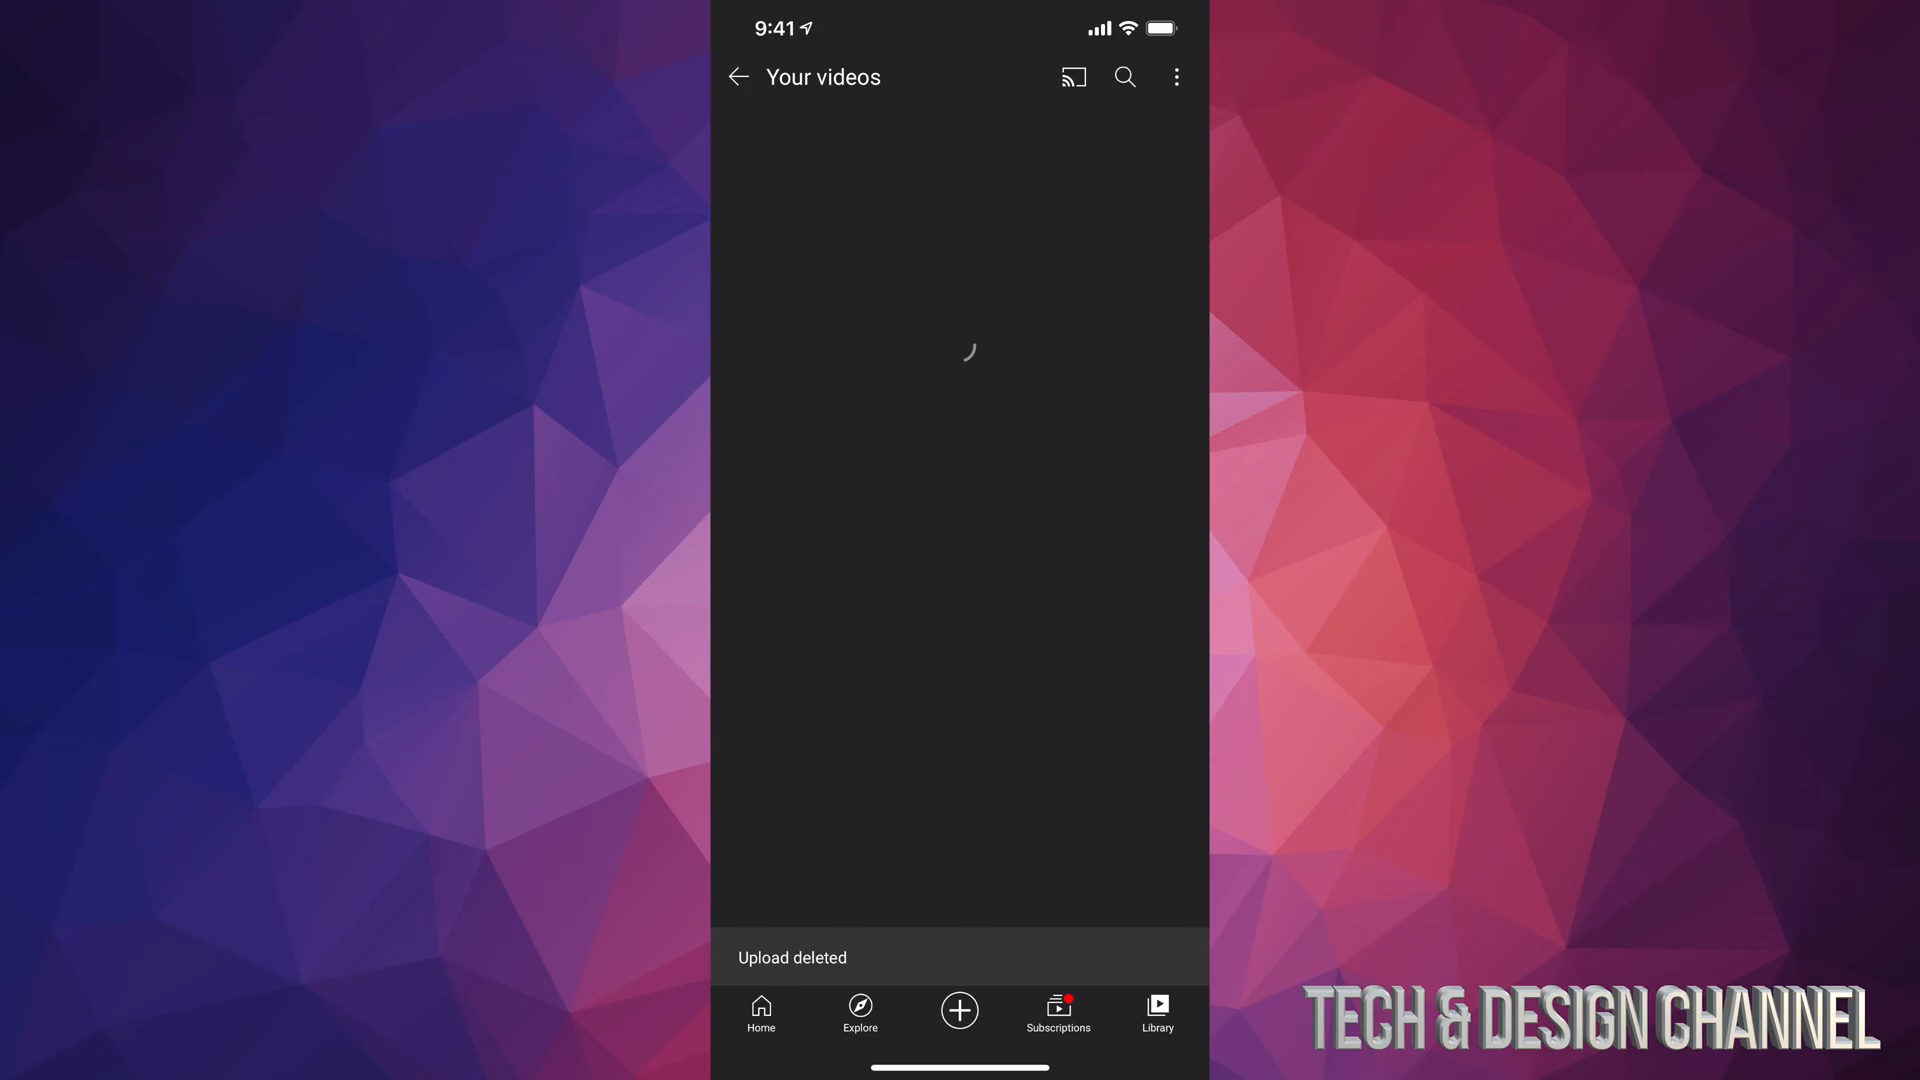 9:41
Your videos
Upload deleted
Home
Explore
Subscriptions
Library
TECH & DESIGN CHANNEL